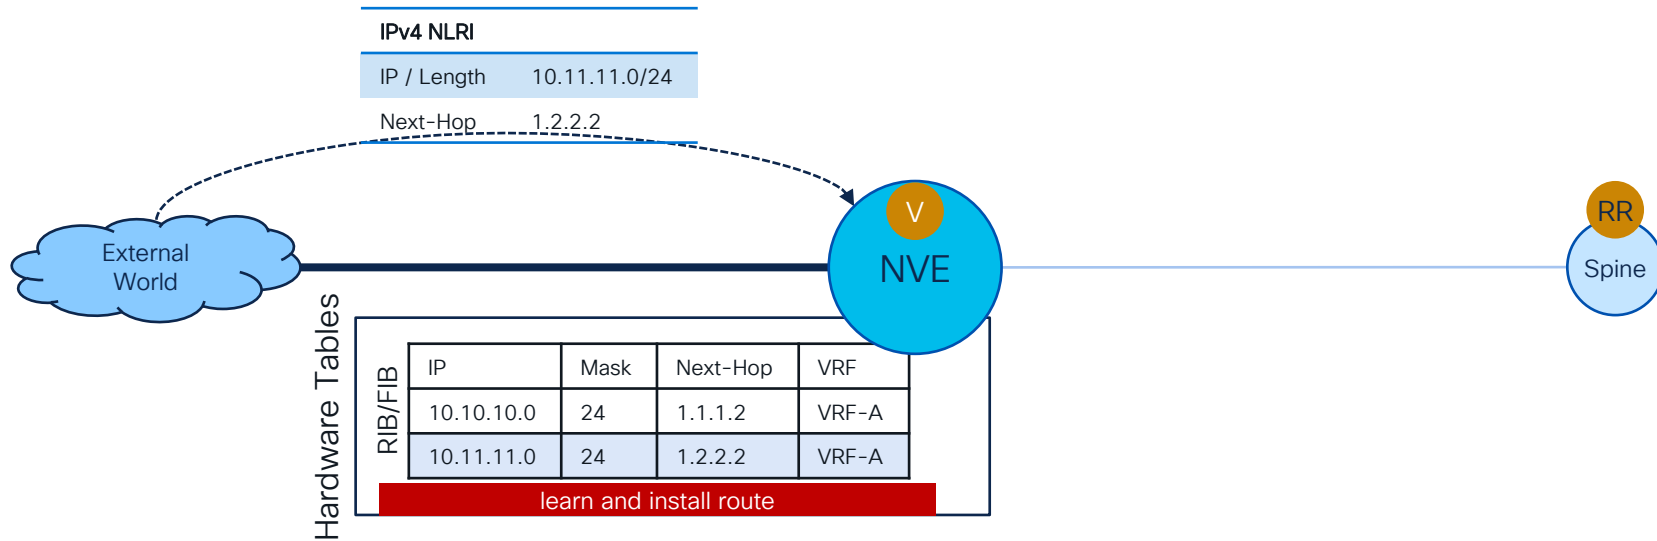 IPv4 NLRI
IP / Length 10.11.11.0/24
Next-Hop 1.2.2.2
External
World
V
NVE
RR
Spine
Hardware Tables
RIB/FIB
IP Mask Next-Hop VRF
10.10.10.0 24 1.1.1.2 VRF-A
10.11.11.0 24 1.2.2.2 VRF-A
learn and install route